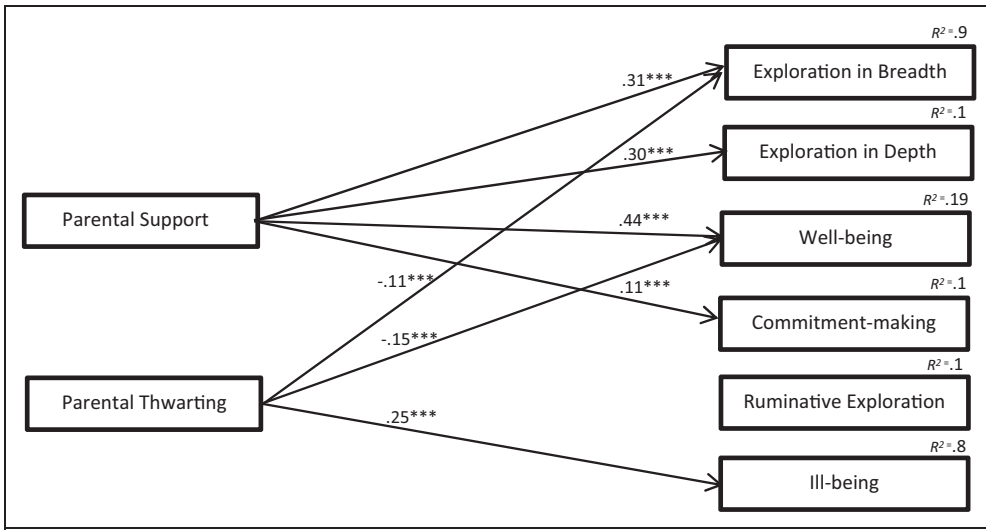 R² = .9
Exploration in Breadth
.31***
R² = .1
Exploration in Depth
.30***
Parental Support
R² = .19
Well-being
.44***
-.11***
.11***
R² = .1
Commitment-making
-.15***
R² = .1
Parental Thwarting
Ruminative Exploration
.25***
R² = .8
Ill-being